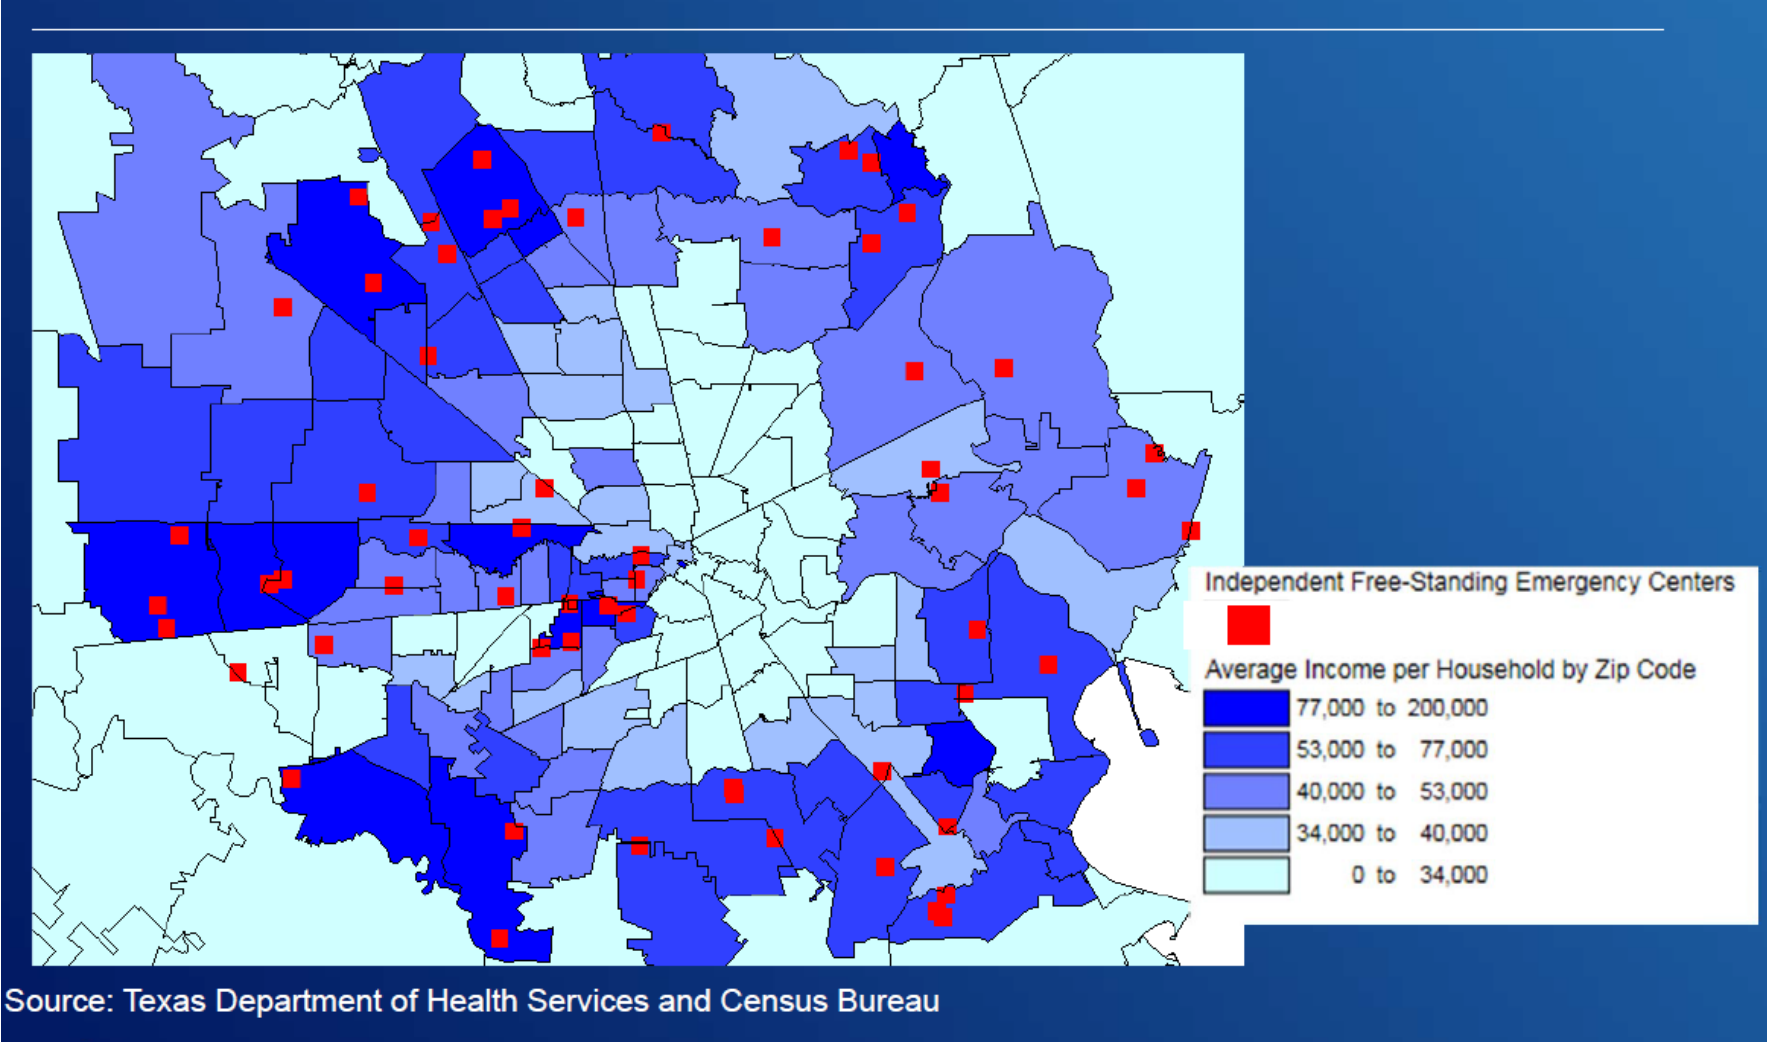 Independent Free-Standing Emergency Centers
Average Income per Household by Zip Code
77,000 to 200,000
53,000 to 77,000
40,000 to 53,000
34,000 to 40,000
0 to 34,000
Source: Texas Department of Health Services and Census Bureau